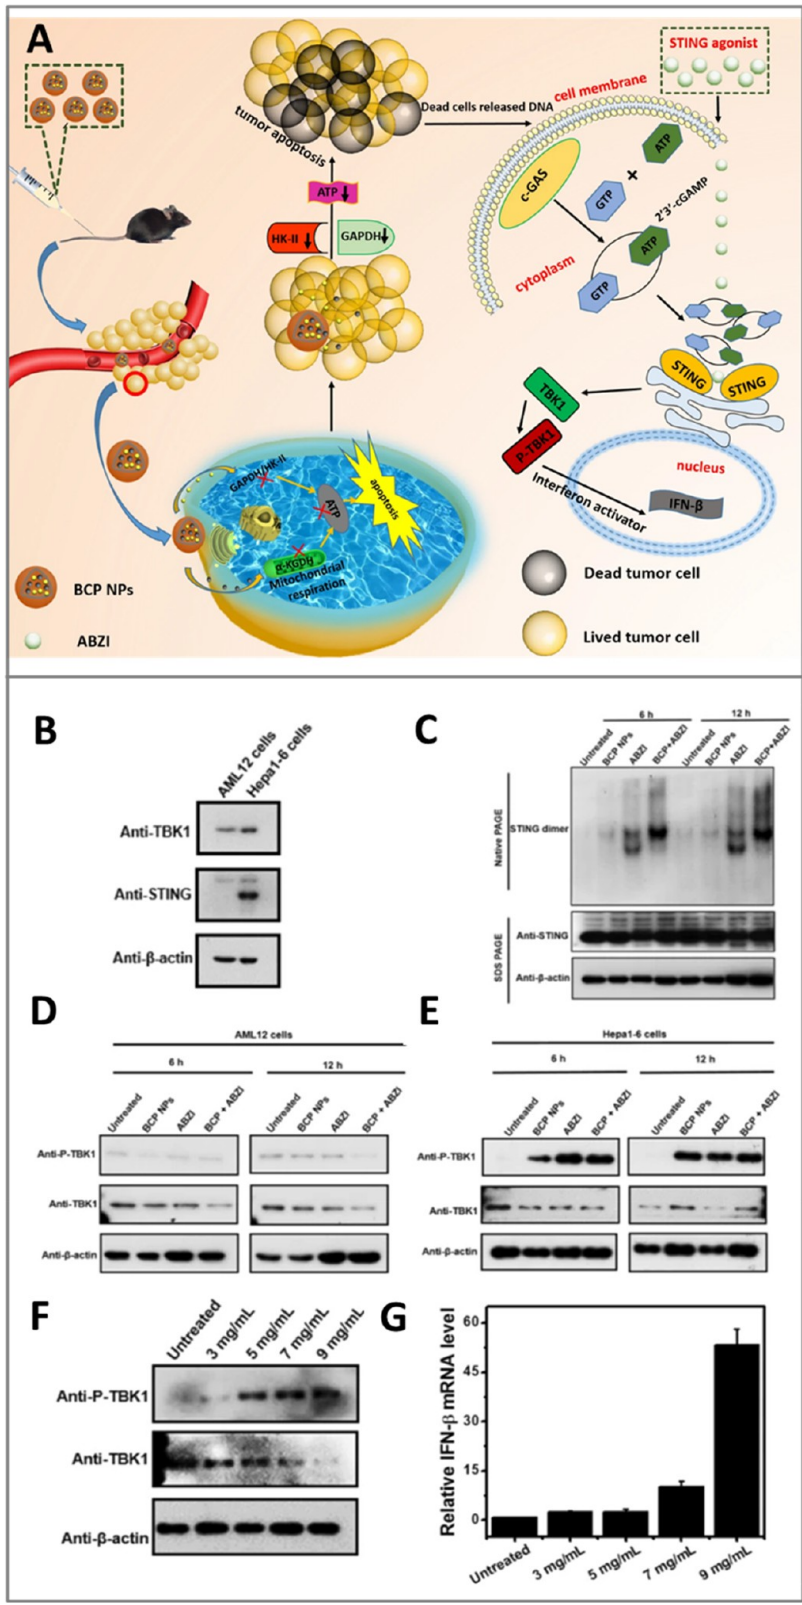 A
STING agonist
cell membrane
Dead cells released DNA
tumor apoptosis
ATP
c-GAS
GTP
+
ATP
2'3'-cGAMP
HK-II
GAPDH
cytoplasm
GTP
ATP
STING
STING
TBK1
P-TBK1
Interferon activator
nucleus
IFN-β
GAPDH/HK-II
ATP
apoptosis
α-KGDH
Mitochondrial
respiration
BCP NPs
ABZI
Dead tumor cell
Lived tumor cell
B
AML12 cells
Hepa1-6 cells
Anti-TBK1
Anti-STING
Anti-β-actin
C
6 h
12 h
Untreated
BCP NPs
ABZI
BCP+ABZI
Untreated
BCP NPs
ABZI
BCP+ABZI
Native PAGE
STING dimer
SDS PAGE
Anti-STING
Anti-β-actin
D
AML12 cells
6 h
12 h
Untreated
BCP NPs
ABZI
BCP + ABZI
Untreated
BCP NPs
ABZI
BCP + ABZI
Anti-P-TBK1
Anti-TBK1
Anti-β-actin
E
Hepa1-6 cells
6 h
12 h
Untreated
BCP NPs
ABZI
BCP + ABZI
Untreated
BCP NPs
ABZI
BCP + ABZI
Anti-P-TBK1
Anti-TBK1
Anti-β-actin
F
Untreated
3 mg/mL
5 mg/mL
7 mg/mL
9 mg/mL
Anti-P-TBK1
Anti-TBK1
Anti-β-actin
G
Relative IFN-β mRNA level
60
45
30
15
0
Untreated
3 mg/mL
5 mg/mL
7 mg/mL
9 mg/mL